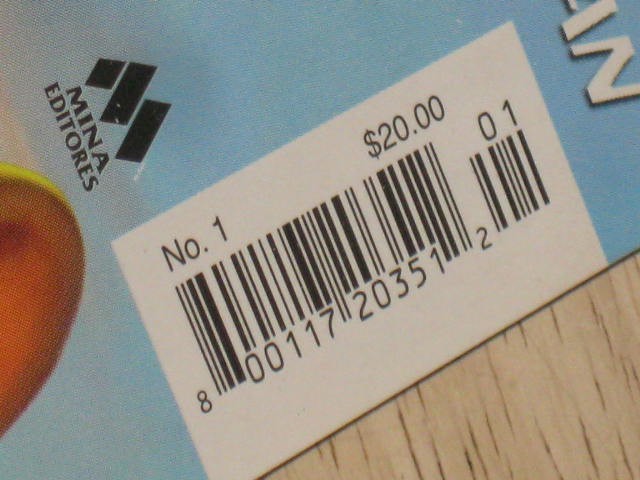 MINA
EDITORES
No. 1
$20.00
01
8 00117 20351 2